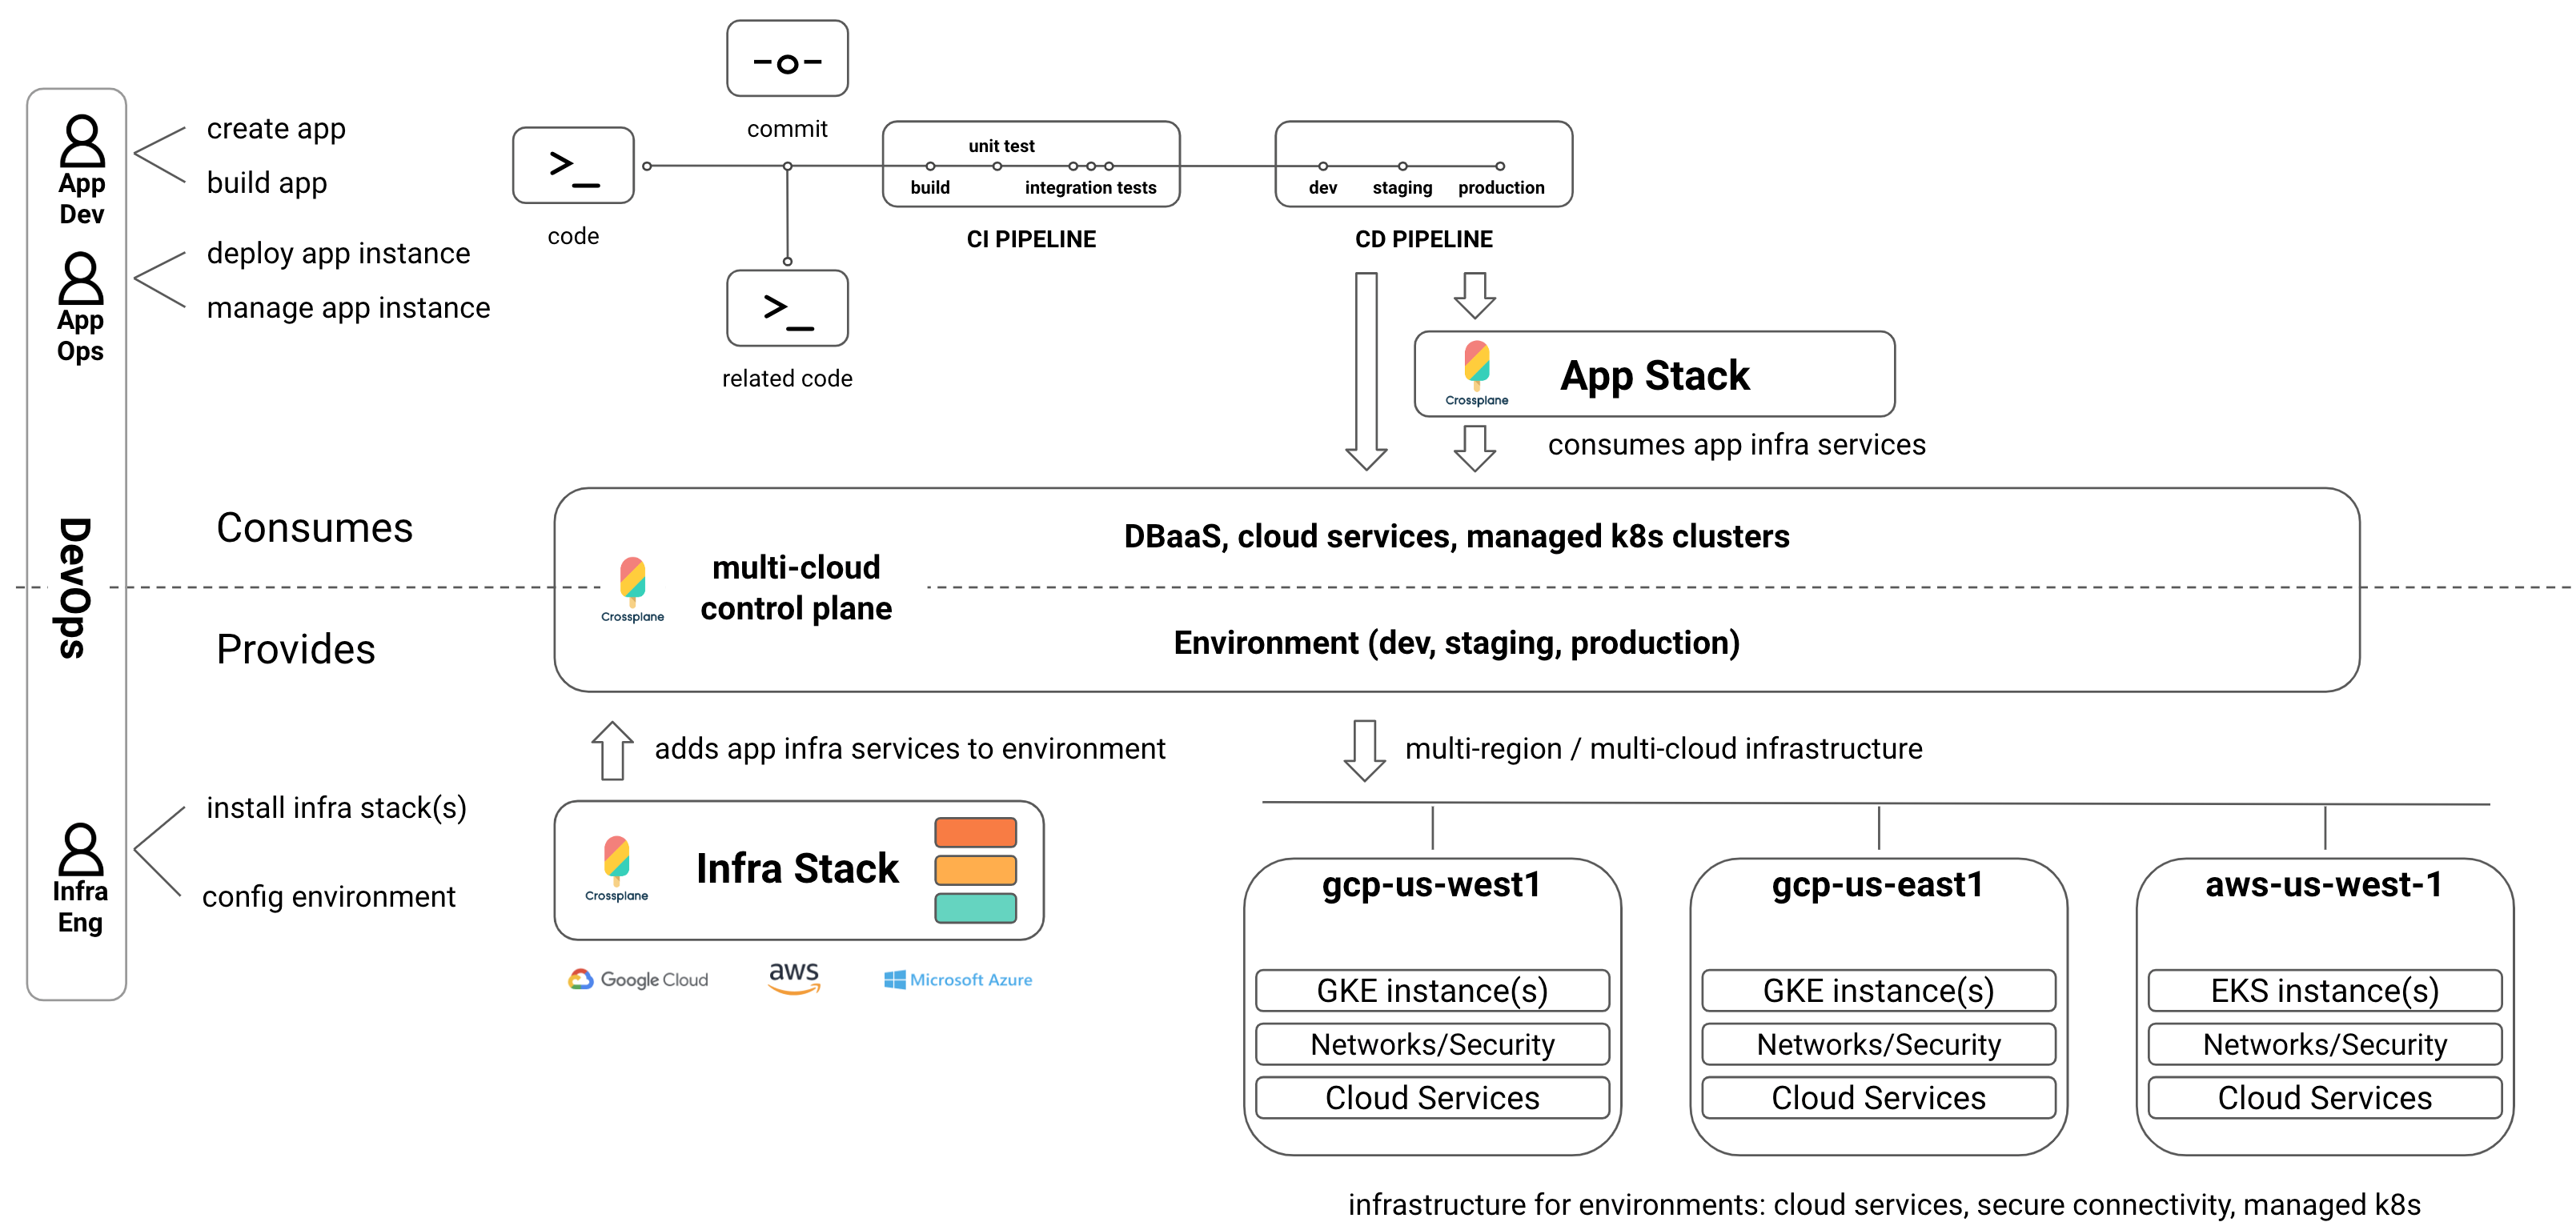 App
Dev
create app
build app
App
Ops
deploy app instance
manage app instance
DevOps
Consumes
Provides
Infra
Eng
install infra stack(s)
config environment
>_
code
commit
>_
related code
unit test
build
integration tests
CI PIPELINE
dev
staging
production
CD PIPELINE
Crossplane
App Stack
consumes app infra services
Crossplane
multi-cloud
control plane
DBaaS, cloud services, managed k8s clusters
Environment (dev, staging, production)
adds app infra services to environment
multi-region / multi-cloud infrastructure
Crossplane
Infra Stack
Google Cloud
aws
Microsoft Azure
gcp-us-west1
GKE instance(s)
Networks/Security
Cloud Services
gcp-us-east1
GKE instance(s)
Networks/Security
Cloud Services
aws-us-west-1
EKS instance(s)
Networks/Security
Cloud Services
infrastructure for environments: cloud services, secure connectivity, managed k8s